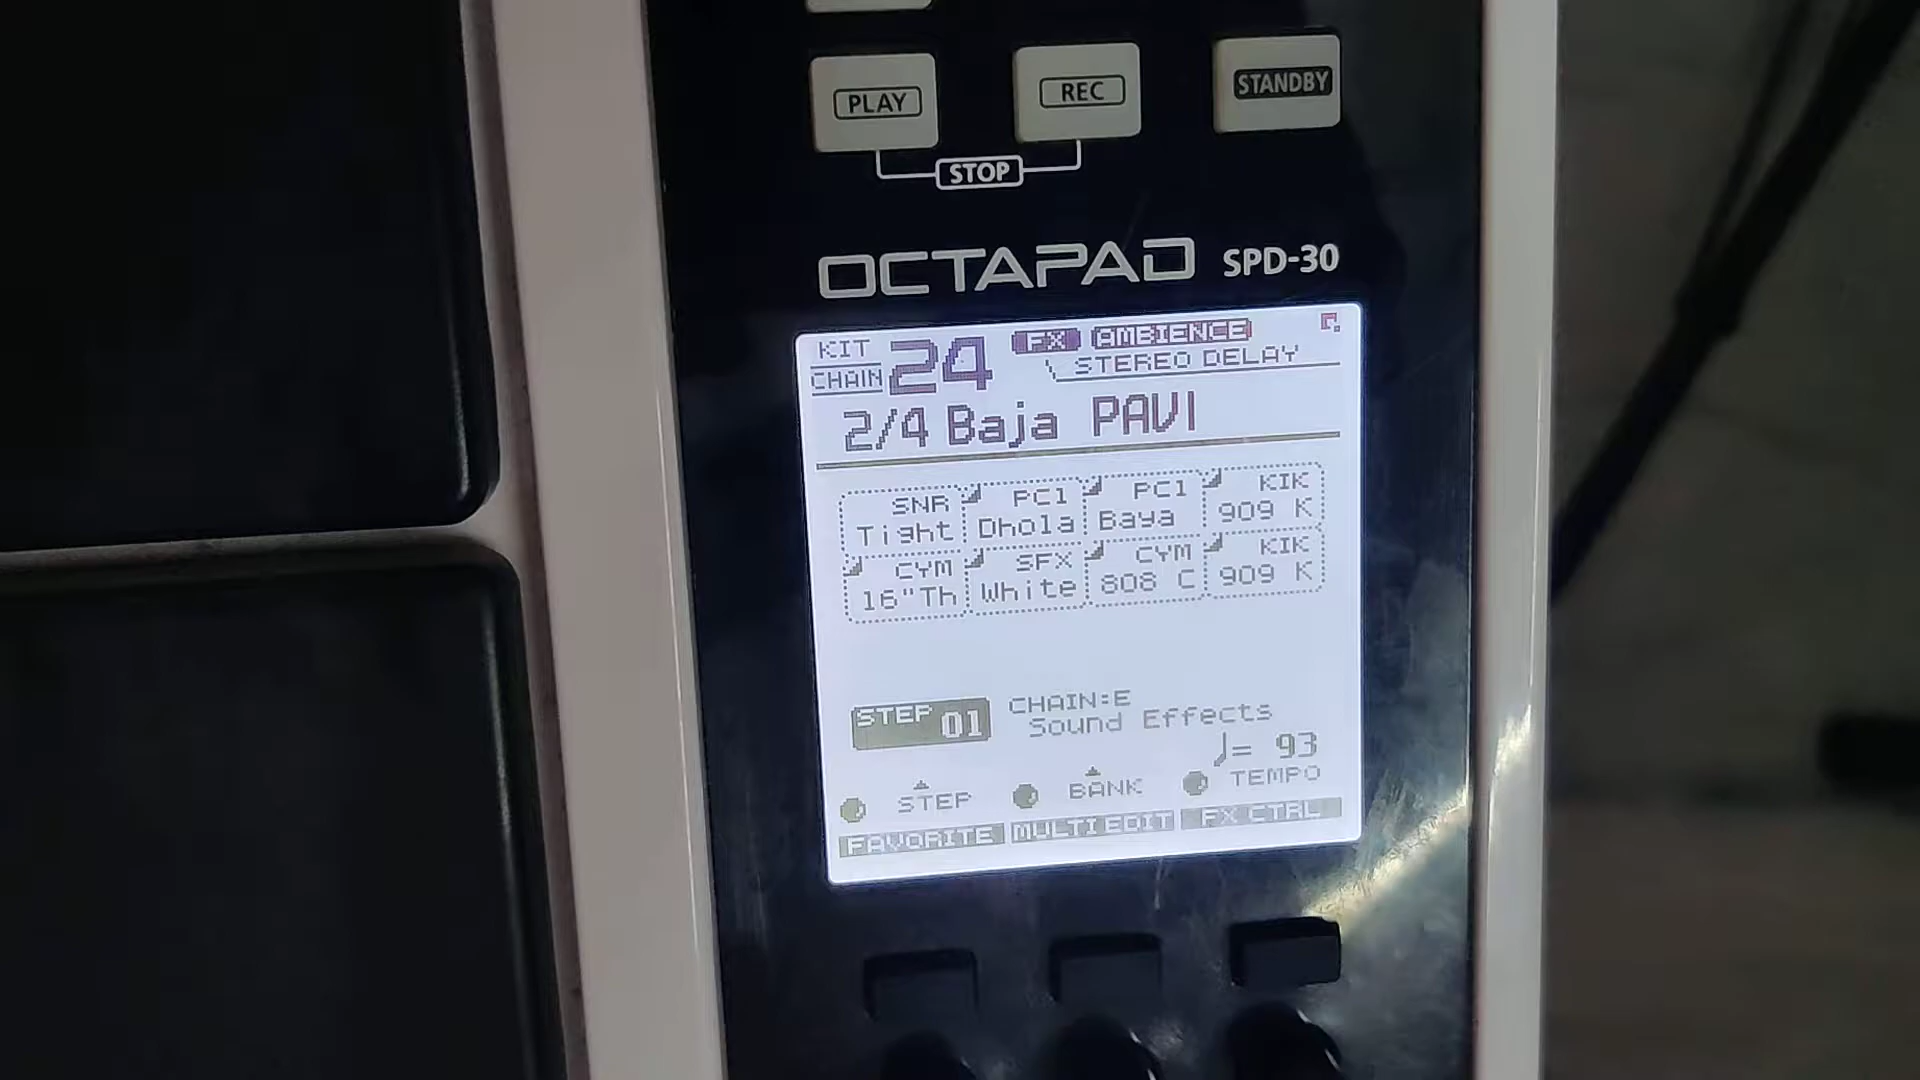 PLAY REC STANDBY
STOP
OCTAPAD SPD-30
KIT 24 FX AMBIENCE
CHAIN STEREO DELAY
2/4 Baja PAVI
SNR PC1 PC1 KIK
Tight Dhola Baya 909 K
CYM SFX CYM KIK
16"Th White 808 C 909 K
STEP 01 CHAIN:E
Sound Effects
♩= 93
STEP BANK TEMPO
FAVORITE MULTI EDIT FX CTRL